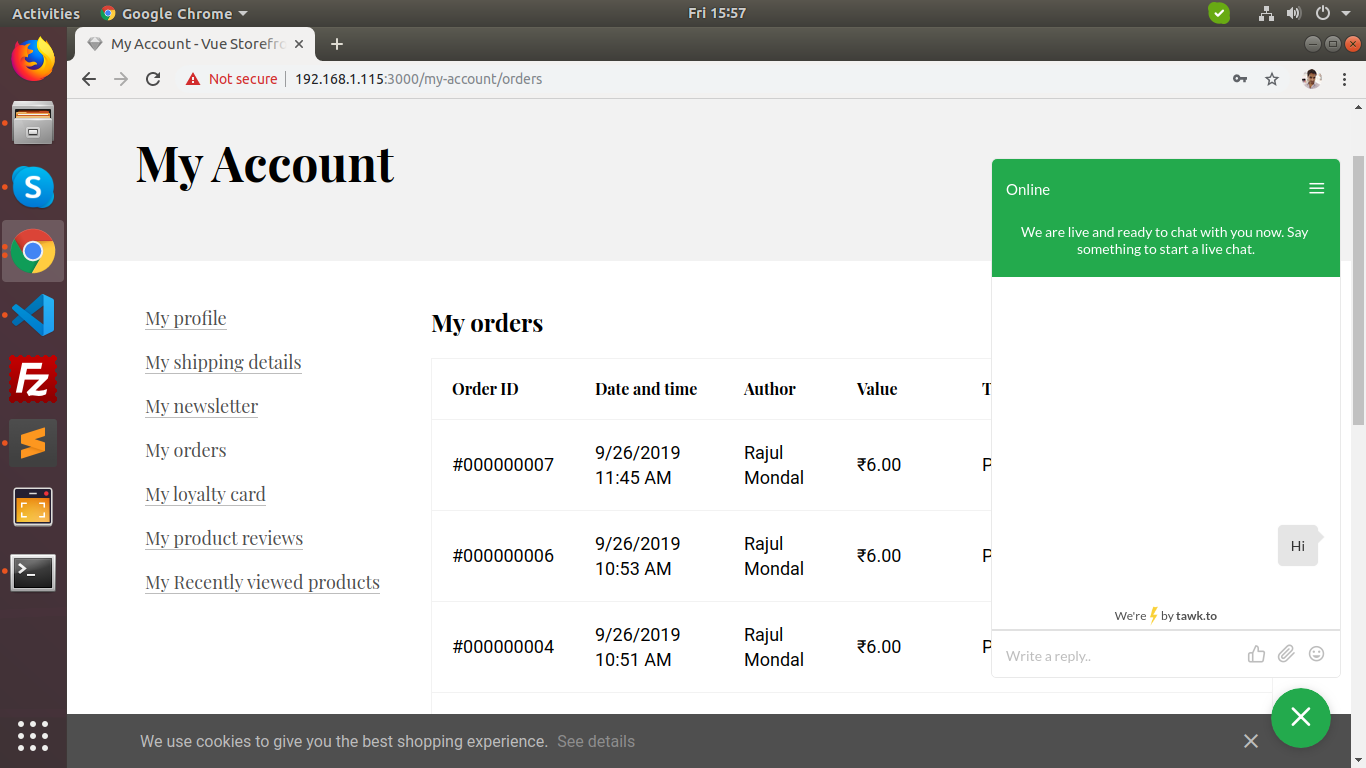 Activities Google Chrome Fri 15:57
My Account - Vue Storefro
Not secure 192.168.1.115:3000/my-account/orders
My Account
Online
We are live and ready to chat with you now. Say
something to start a live chat.
My profile
My shipping details
My newsletter
My orders
My loyalty card
My product reviews
My Recently viewed products
My orders
Order ID Date and time Author Value T
#000000007 9/26/2019 Rajul ₹6.00 P
11:45 AM Mondal
#000000006 9/26/2019 Rajul ₹6.00 P
10:53 AM Mondal
#000000004 9/26/2019 Rajul ₹6.00 P
10:51 AM Mondal
Hi
We're by tawk.to
Write a reply..
We use cookies to give you the best shopping experience. See details